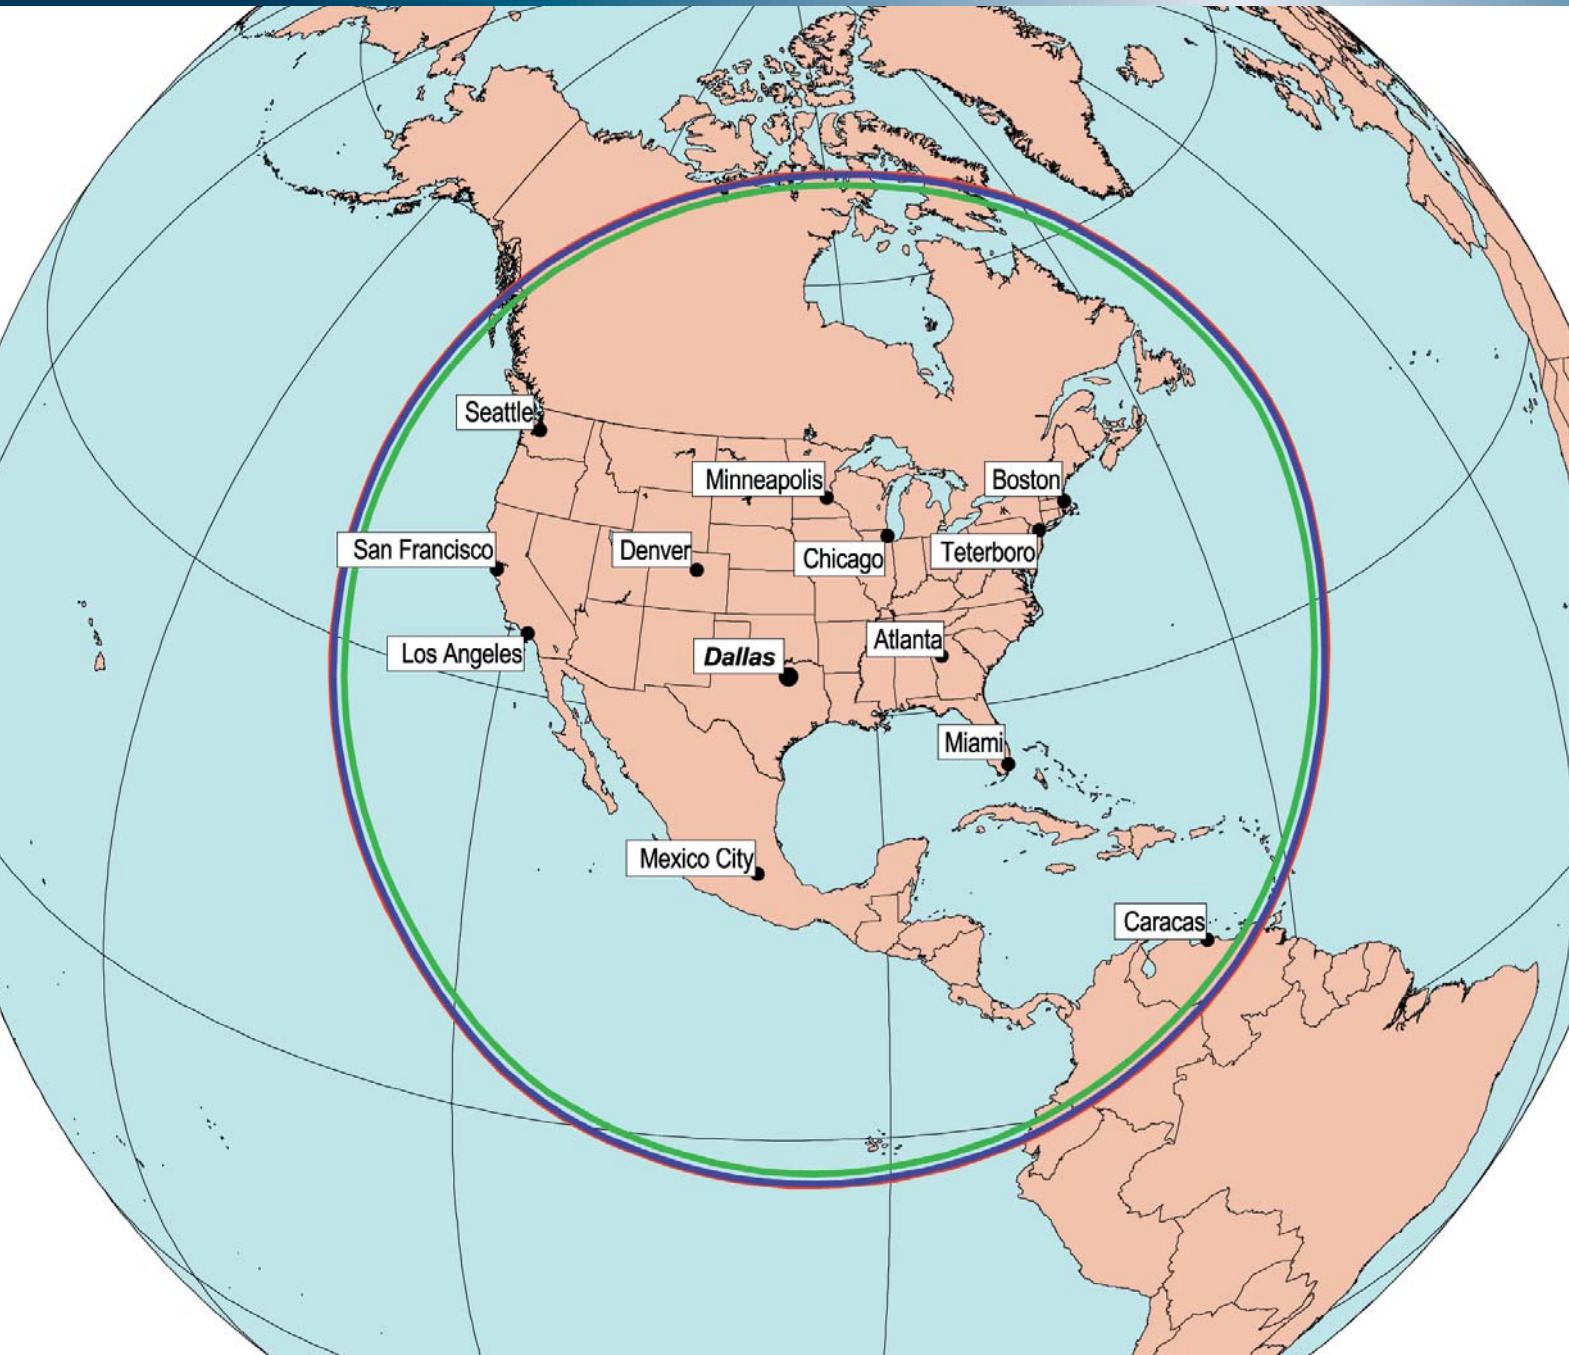 Seattle
Minneapolis
Boston
San Francisco
Denver
Chicago
Teterboro
Los Angeles
Dallas
Atlanta
Miami
Mexico City
Caracas